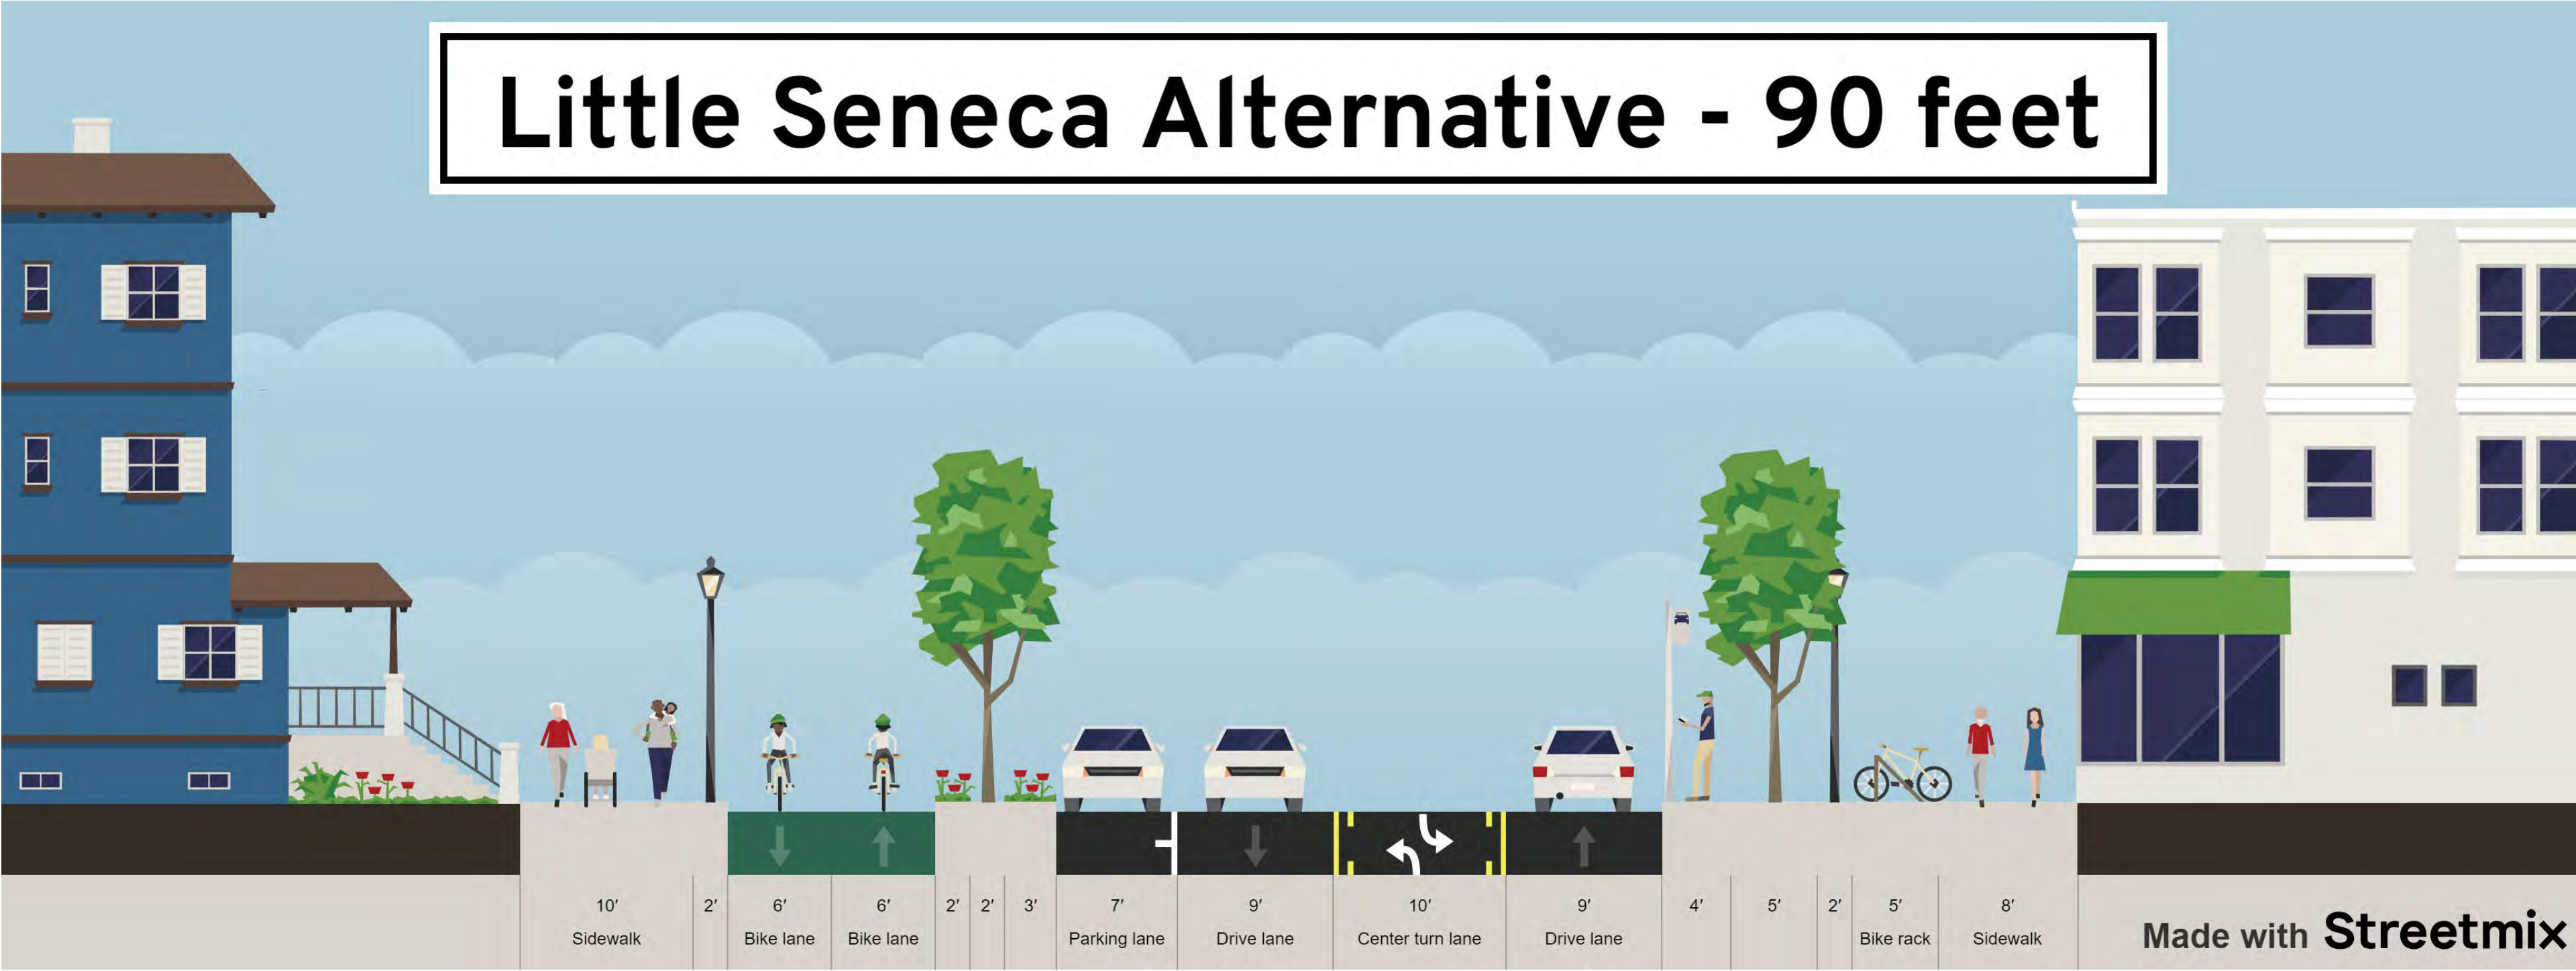 Little Seneca Alternative - 90 feet
10′ 2′ 6′ 6′ 2′ 2′ 3′ 7′ 9′ 10′ 9′ 4′ 5′ 2′ 5′ 8′
Sidewalk Bike lane Bike lane Parking lane Drive lane Center turn lane Drive lane Bike rack Sidewalk
Made with Streetmix